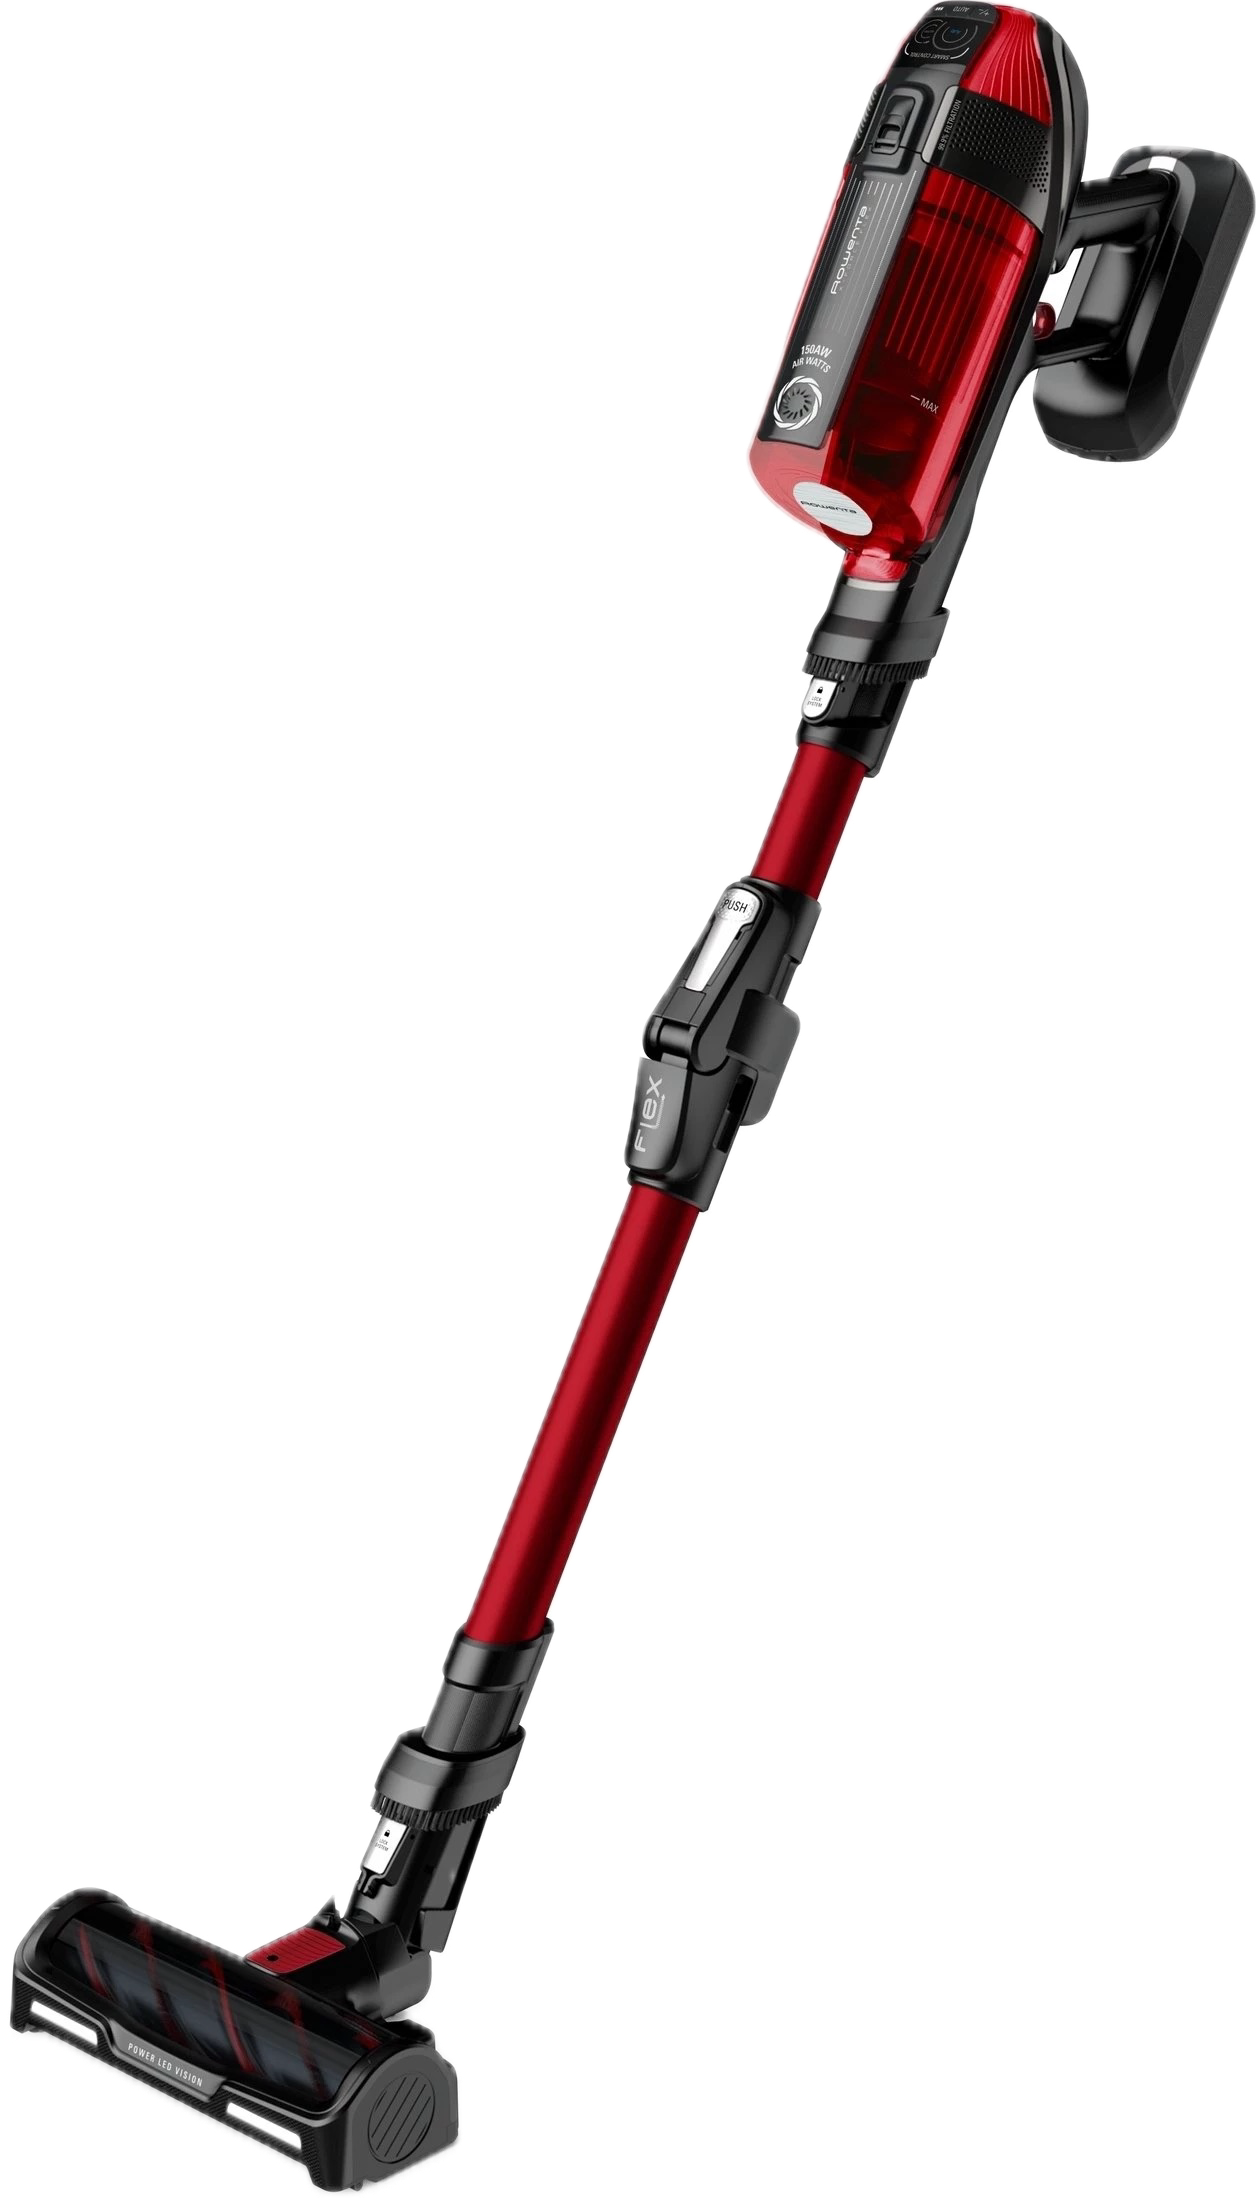 AUTO
+/-
SMART CONTROL
99.9% FILTRATION
Rowenta
150AW
AIR WATTS
MAX
Rowenta
LOCK
SYSTEM
PUSH
Flex
LOCK
SYSTEM
POWER LED VISION